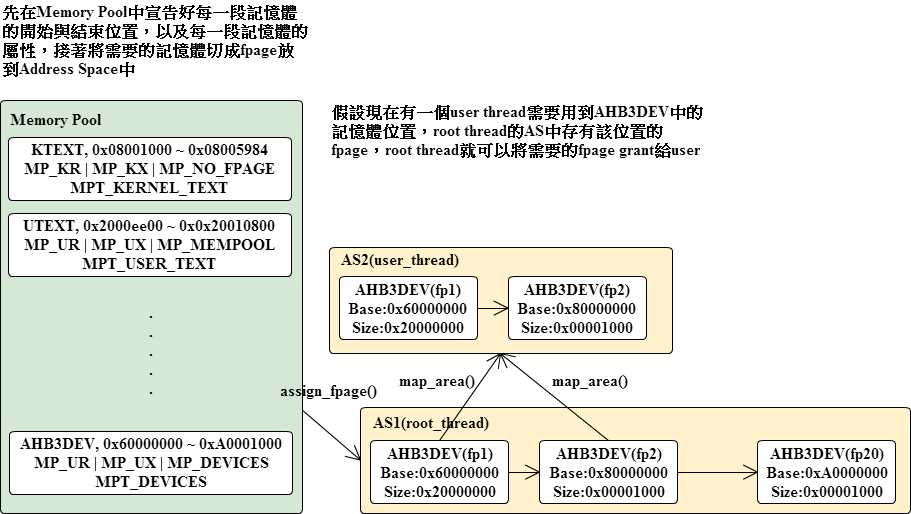 先在Memory Pool中宣告好每一段記憶體
的開始與結束位置，以及每一段記憶體的
屬性，接著將需要的記憶體切成fpage放
到Address Space中
假設現在有一個user thread需要用到AHB3DEV中的
記憶體位置，root thread的AS中存有該位置的
fpage，root thread就可以將需要的fpage grant給user
Memory Pool
KTEXT, 0x08001000 ~ 0x08005984
MP_KR | MP_KX | MP_NO_FPAGE
MPT_KERNEL_TEXT
UTEXT, 0x2000ee00 ~ 0x0x20010800
MP_UR | MP_UX | MP_MEMPOOL
MPT_USER_TEXT
.
.
.
.
.
AHB3DEV, 0x60000000 ~ 0xA0001000
MP_UR | MP_UX | MP_DEVICES
MPT_DEVICES
AS2(user_thread)
AHB3DEV(fp1)
Base:0x60000000
Size:0x20000000
AHB3DEV(fp2)
Base:0x80000000
Size:0x00001000
assign_fpage()
map_area()
map_area()
AS1(root_thread)
AHB3DEV(fp1)
Base:0x60000000
Size:0x20000000
AHB3DEV(fp2)
Base:0x80000000
Size:0x00001000
AHB3DEV(fp20)
Base:0xA0000000
Size:0x00001000